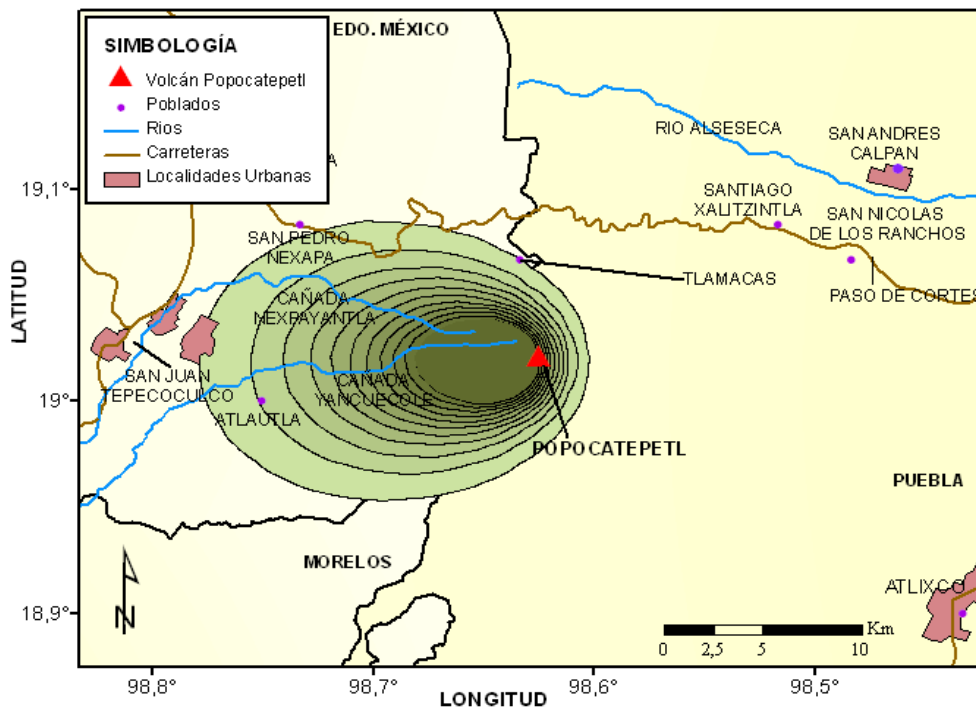 EDO. MÉXICO
SIMBOLOGÍA
Volcán Popocatepetl
Poblados
Rios
Carreteras
Localidades Urbanas
A
RIO ALSESECA
SAN ANDRES
CALPAN
SANTIAGO
XALITZINTLA
SAN NICOLAS
DE LOS RANCHOS
SAN PEDRO
NEXAPA
TLAMACAS
PASO DE CORTES
CAÑADA
NEXPAYANTLA
SAN JUAN
TEPECOCULCO
CAÑADA
YANCUECOLE
ATLAUTLA
POPOCATEPETL
PUEBLA
MORELOS
ATLIXCO
N
Km
0
2,5
5
10
19,1°
19°
18,9°
LATITUD
98,8°
98,7°
98,6°
98,5°
LONGITUD